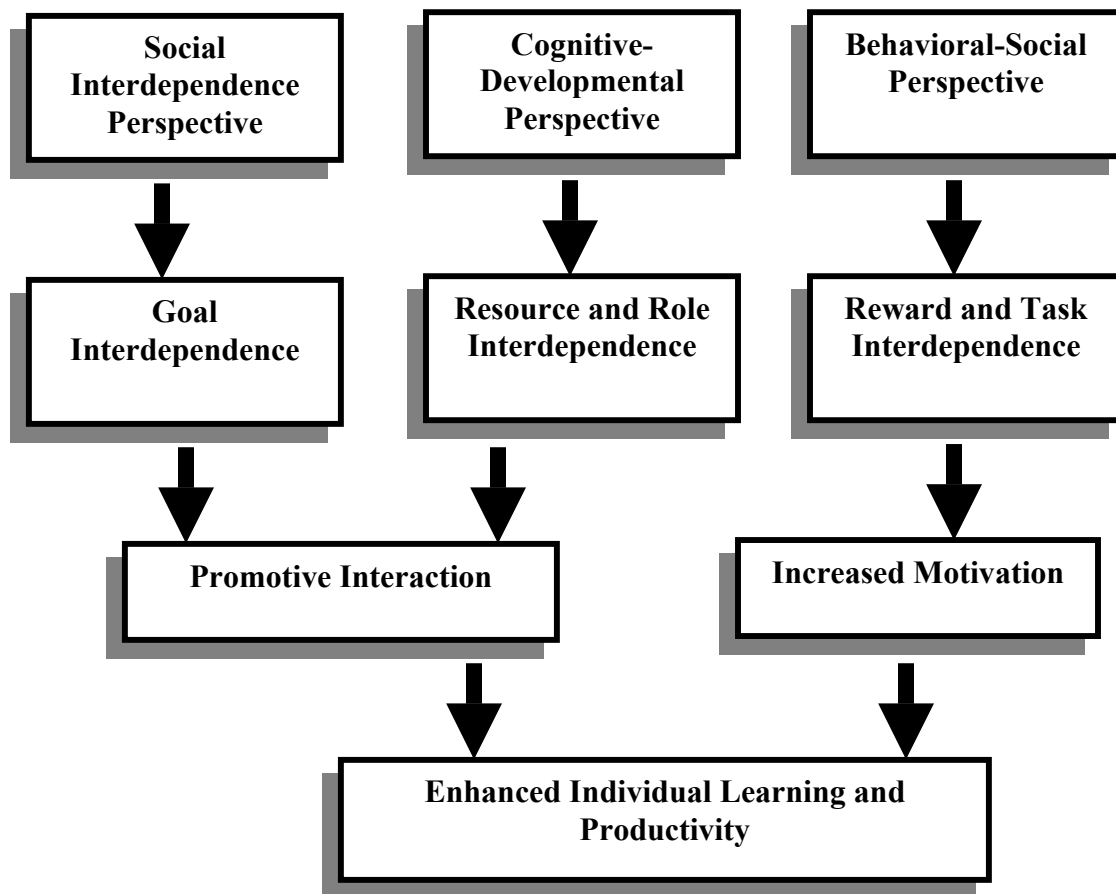 Social
Interdependence
Perspective
Cognitive-
Developmental
Perspective
Behavioral-Social
Perspective
Goal
Interdependence
Resource and Role
Interdependence
Reward and Task
Interdependence
Promotive Interaction
Increased Motivation
Enhanced Individual Learning and
Productivity